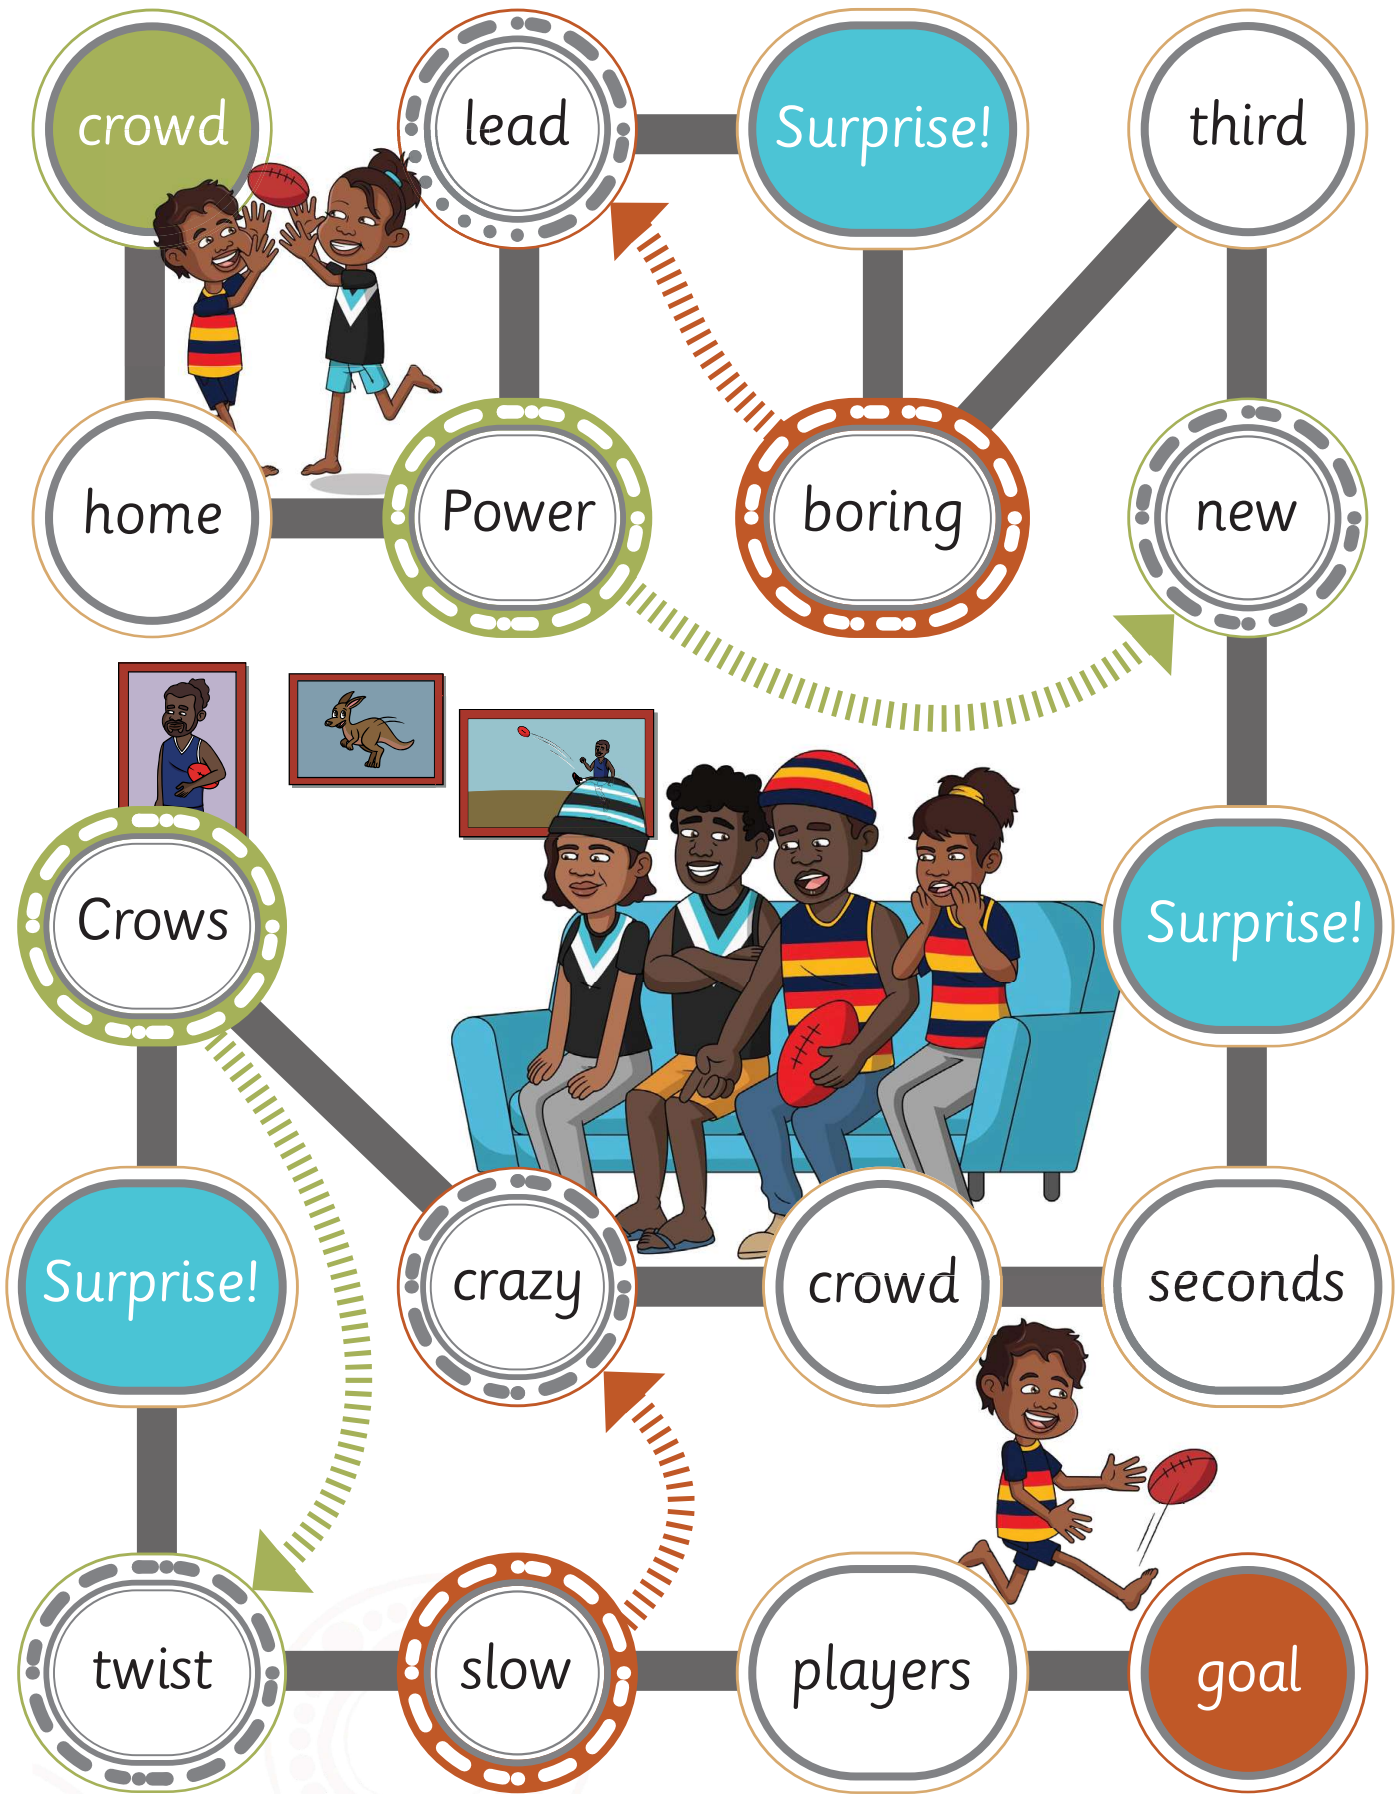 crowd
lead
Surprise!
third
home
Power
boring
new
Crows
Surprise!
Surprise!
crazy
crowd
seconds
twist
slow
players
goal